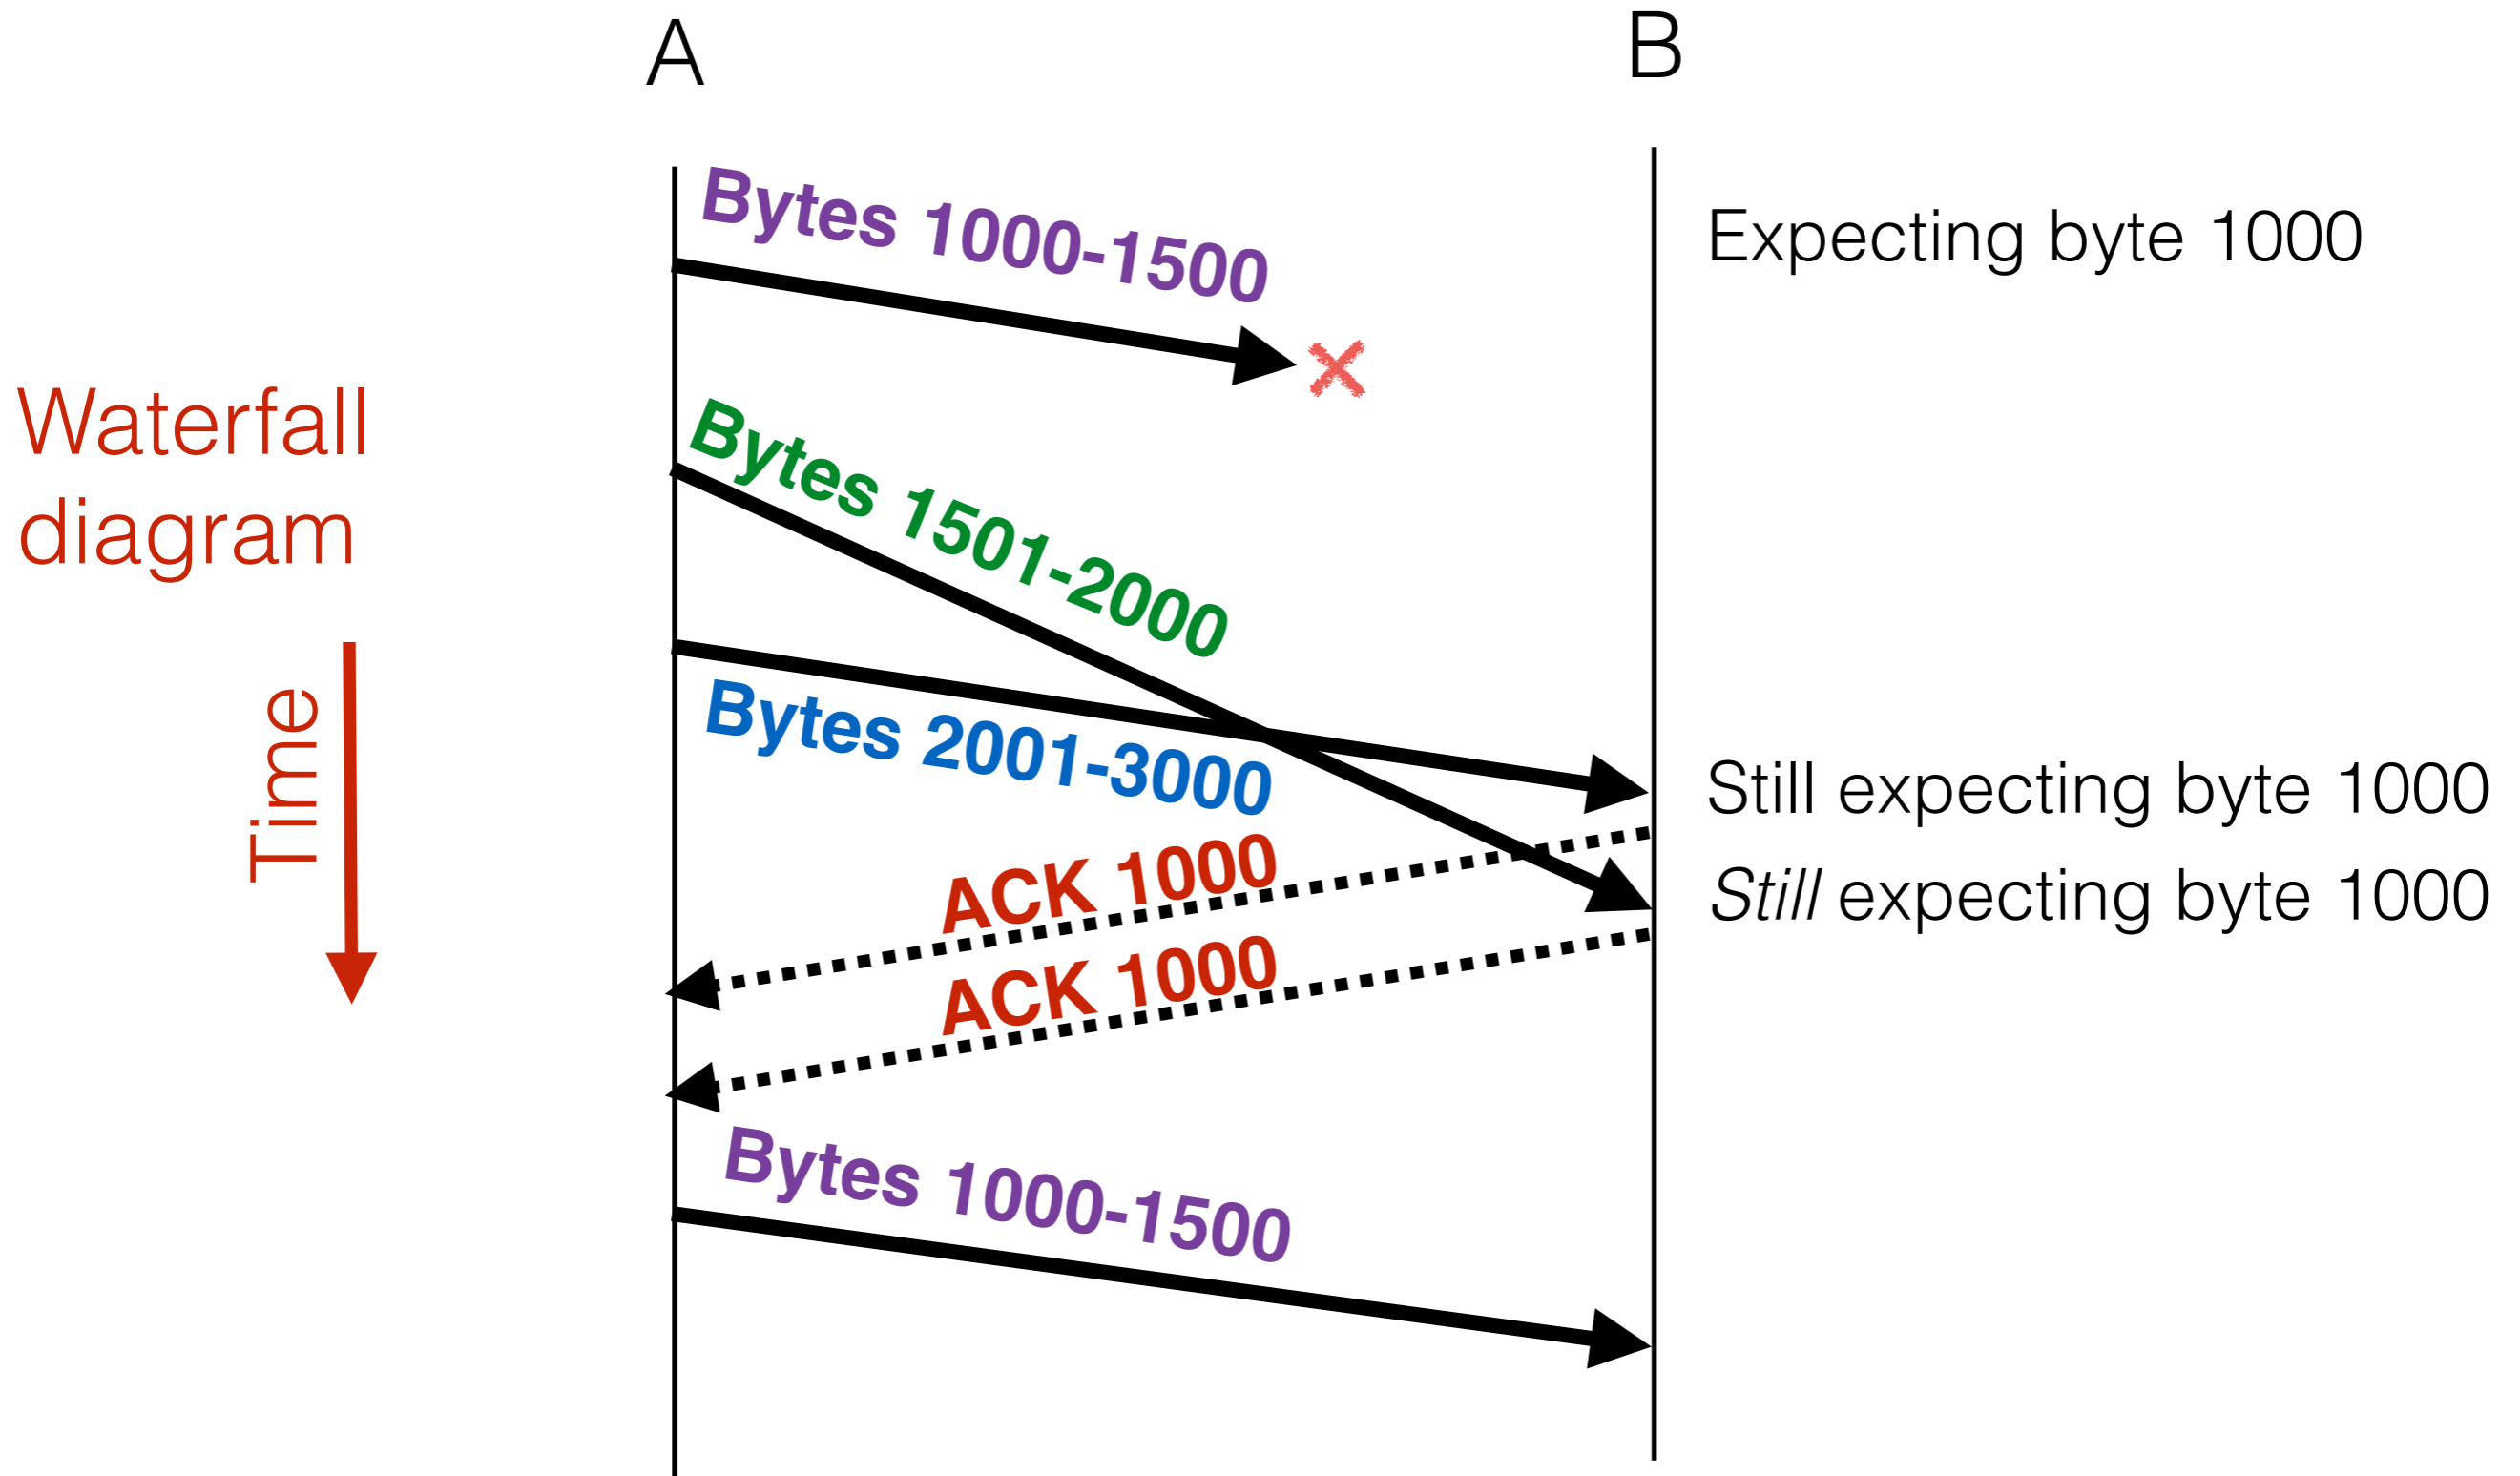 A
B
Bytes 1000-1500
Expecting byte 1000
Waterfall
diagram
Bytes 1501-2000
Time
Bytes 2001-3000
Still expecting byte 1000
ACK 1000
Still expecting byte 1000
ACK 1000
Bytes 1000-1500